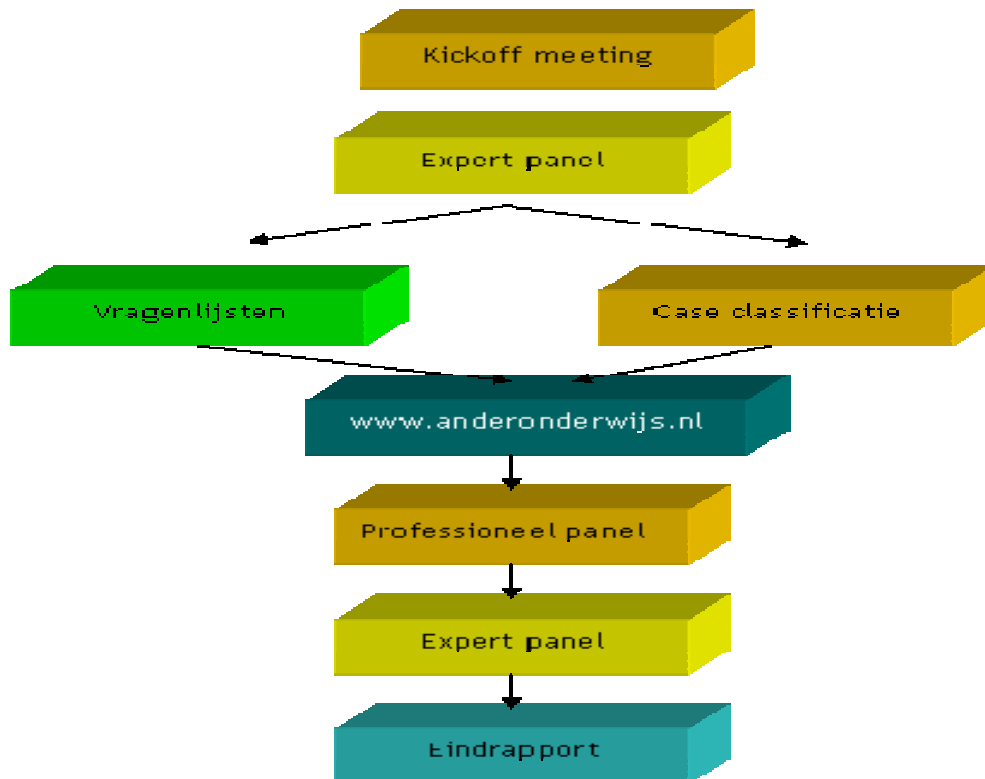 Kickoff meeting
Expert panel
Vragenlijsten
Case classificatie
www.anderonderwijs.nl
Professioneel panel
Expert panel
Eindrapport